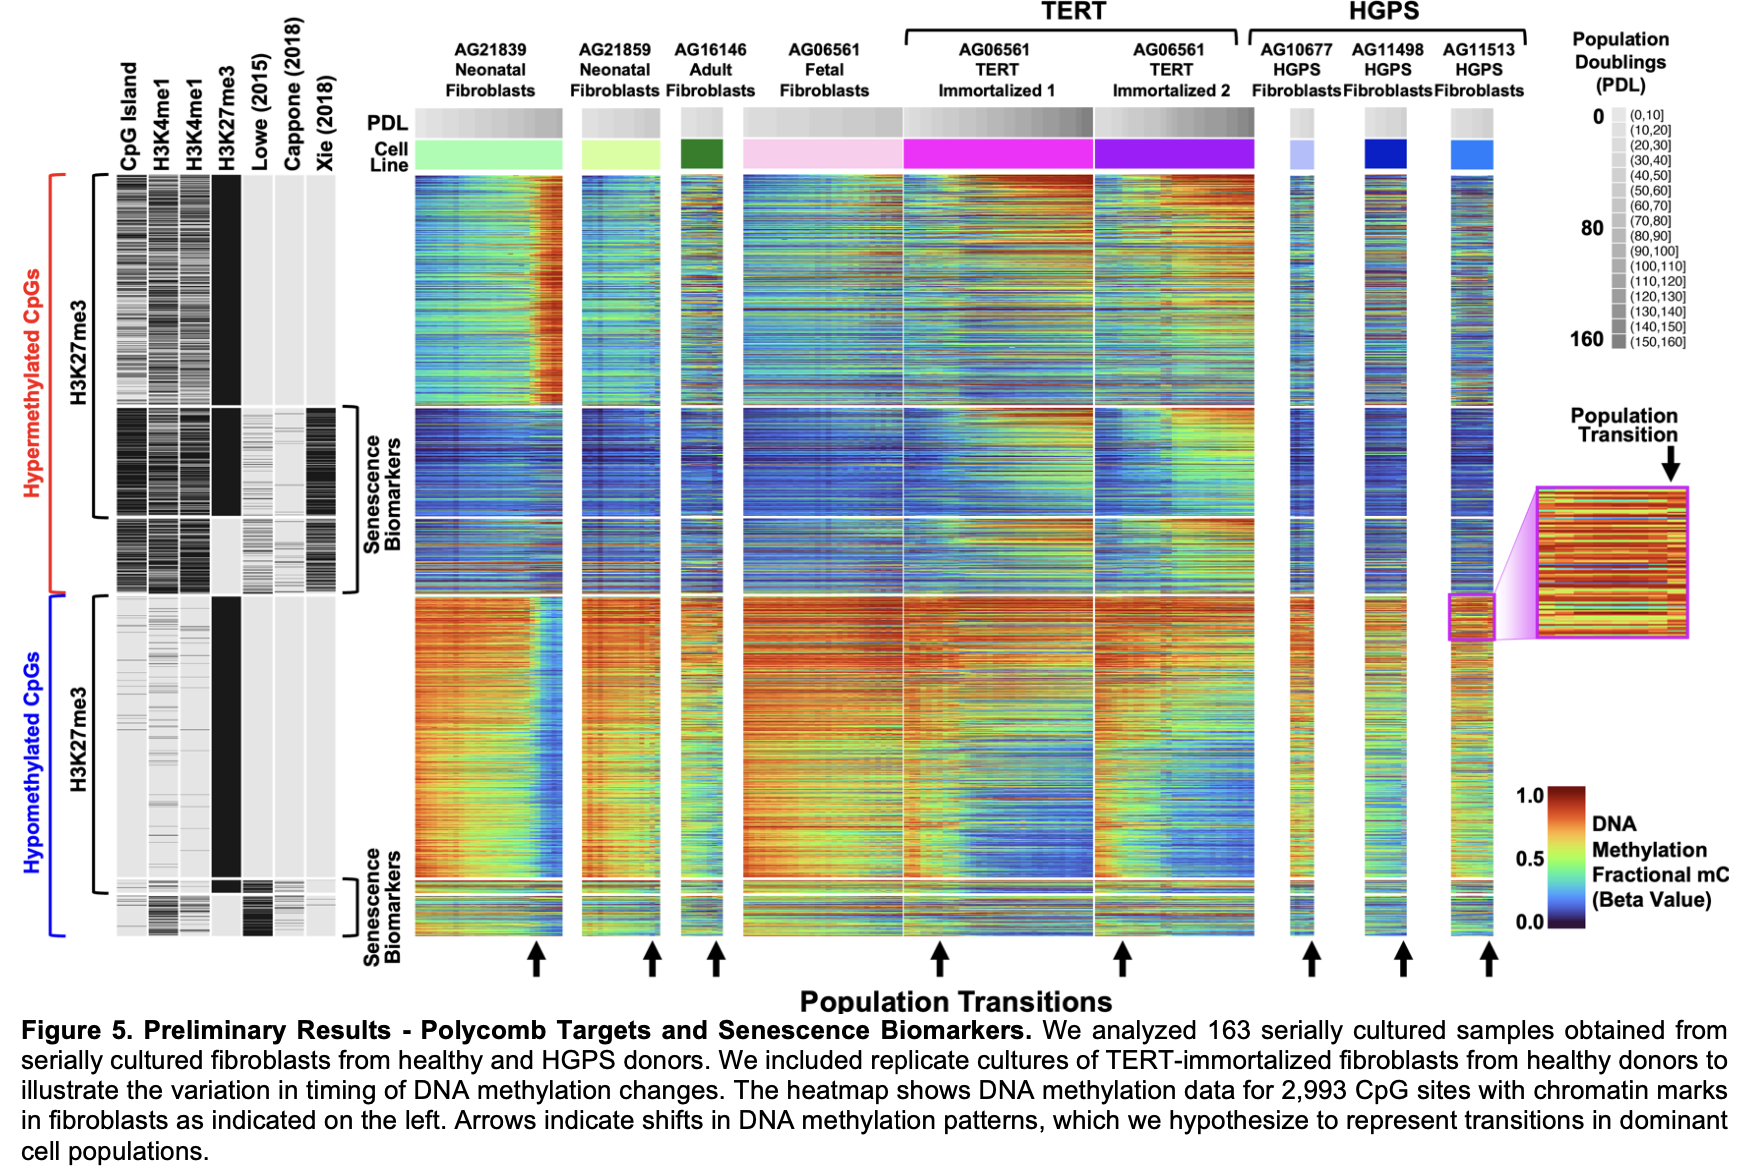 TERT
HGPS
AG21839
Neonatal
Fibroblasts
AG21859
Neonatal
Fibroblasts
AG16146
Adult
Fibroblasts
AG06561
Fetal
Fibroblasts
AG06561
TERT
Immortalized 1
AG06561
TERT
Immortalized 2
AG10677
HGPS
Fibroblasts
AG11498
HGPS
Fibroblasts
AG11513
HGPS
Fibroblasts
Population
Doublings
(PDL)
CpG Island
H3K4me1
H3K4me1
H3K27me3
Lowe (2015)
Cappone (2018)
Xie (2018)
PDL
Cell
Line
0
80
160
(0,10]
(10,20]
(20,30]
(30,40]
(40,50]
(50,60]
(60,70]
(70,80]
(80,90]
(90,100]
(100,110]
(110,120]
(120,130]
(130,140]
(140,150]
(150,160]
Hypermethylated CpGs
H3K27me3
Senescence
Biomarkers
Population
Transition
Hypomethylated CpGs
H3K27me3
Senescence
Biomarkers
1.0
0.5
0.0
DNA
Methylation
Fractional mC
(Beta Value)
Population Transitions
Figure 5. Preliminary Results - Polycomb Targets and Senescence Biomarkers. We analyzed 163 serially cultured samples obtained from
serially cultured fibroblasts from healthy and HGPS donors. We included replicate cultures of TERT-immortalized fibroblasts from healthy donors to
illustrate the variation in timing of DNA methylation changes. The heatmap shows DNA methylation data for 2,993 CpG sites with chromatin marks
in fibroblasts as indicated on the left. Arrows indicate shifts in DNA methylation patterns, which we hypothesize to represent transitions in dominant
cell populations.